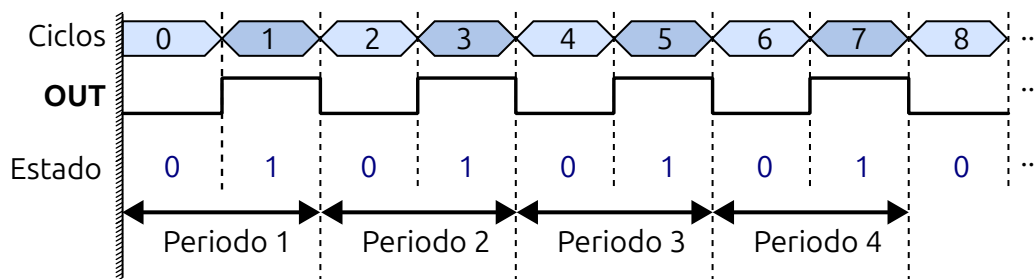 Ciclos 0 1 2 3 4 5 6 7 8 ..
OUT ..
Estado 0 1 0 1 0 1 0 1 0 ..
Periodo 1 Periodo 2 Periodo 3 Periodo 4